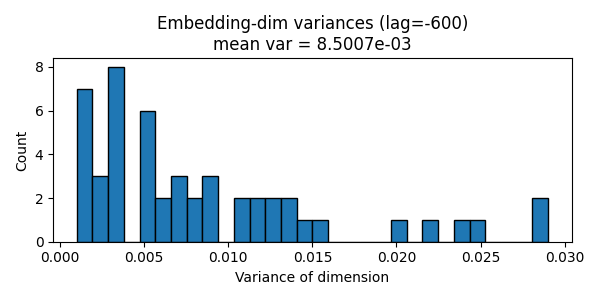 Embedding-dim variances (lag=-600)
mean var = 8.5007e-03
8
6
4
2
0
Count
0.000 0.005 0.010 0.015 0.020 0.025 0.030
Variance of dimension